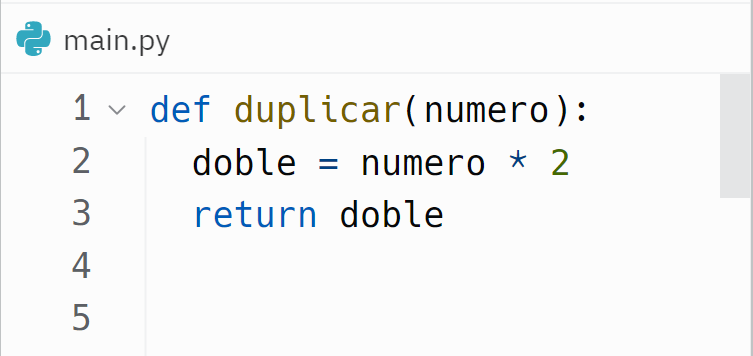 main.py
1 def duplicar(numero):
2   doble = numero * 2
3   return doble
4
5